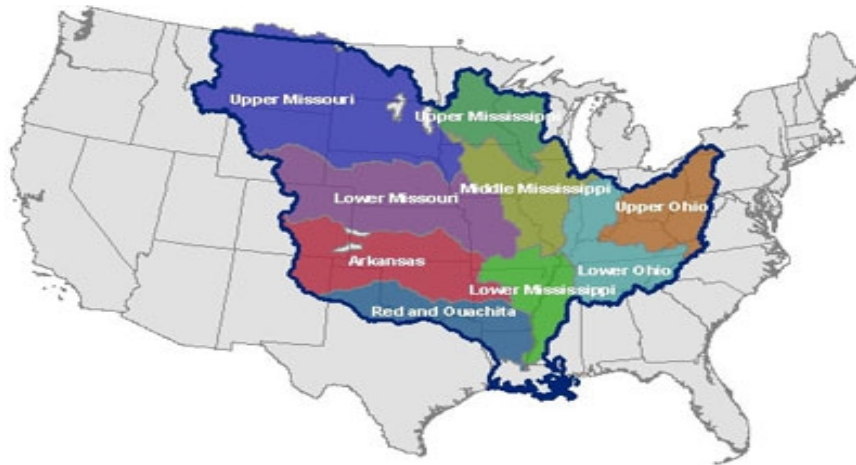 Upper Missouri
Upper Mississippi
Middle Mississippi
Lower Missouri
Upper Ohio
Arkansas
Lower Ohio
Lower Mississippi
Red and Ouachita